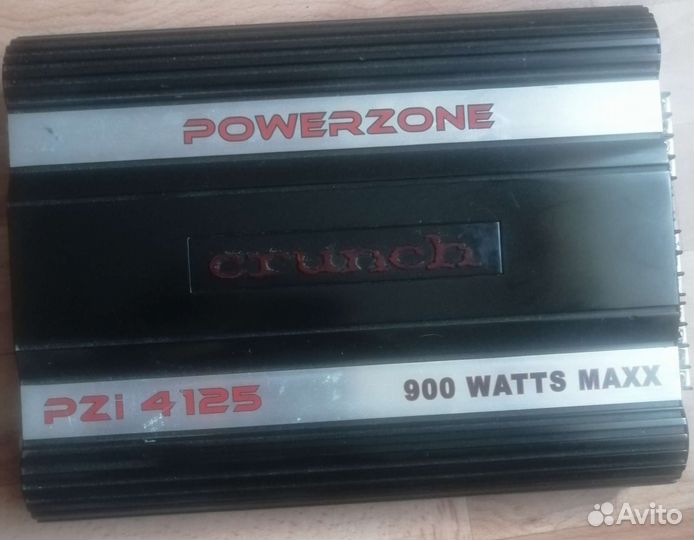 POWERZONE
crunch
PZi 4125
900 WATTS MAXX
Avito